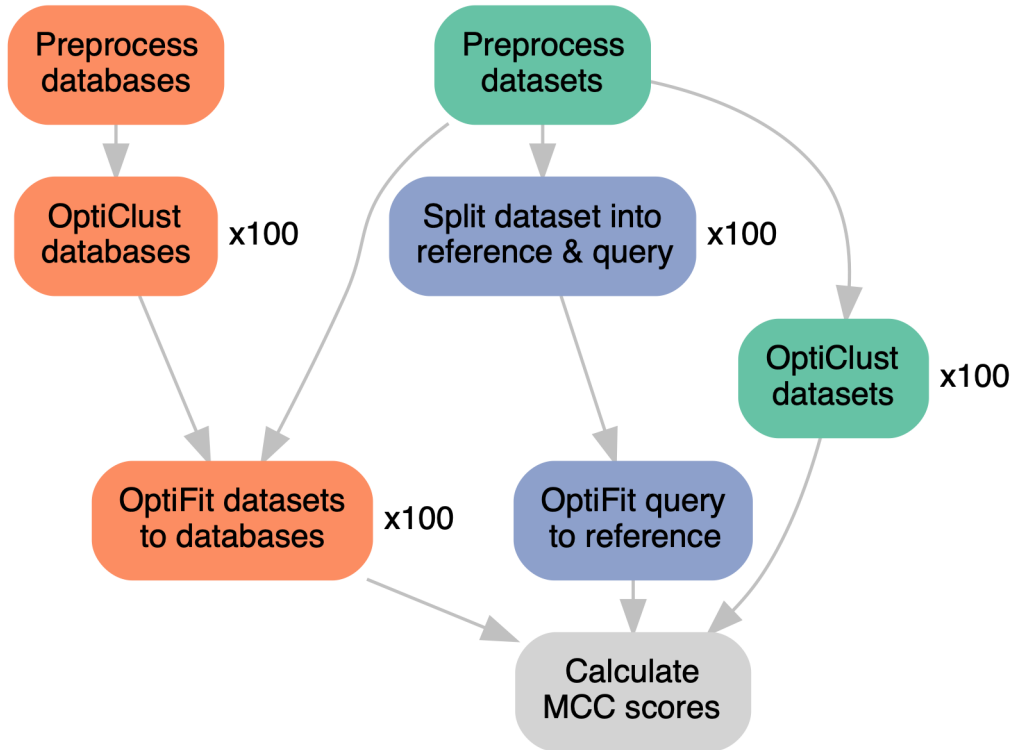 Preprocess
databases
Preprocess
datasets
OptiClust
databases
x100
Split dataset into
reference & query
x100
OptiClust
datasets
x100
OptiFit datasets
to databases
x100
OptiFit query
to reference
Calculate
MCC scores